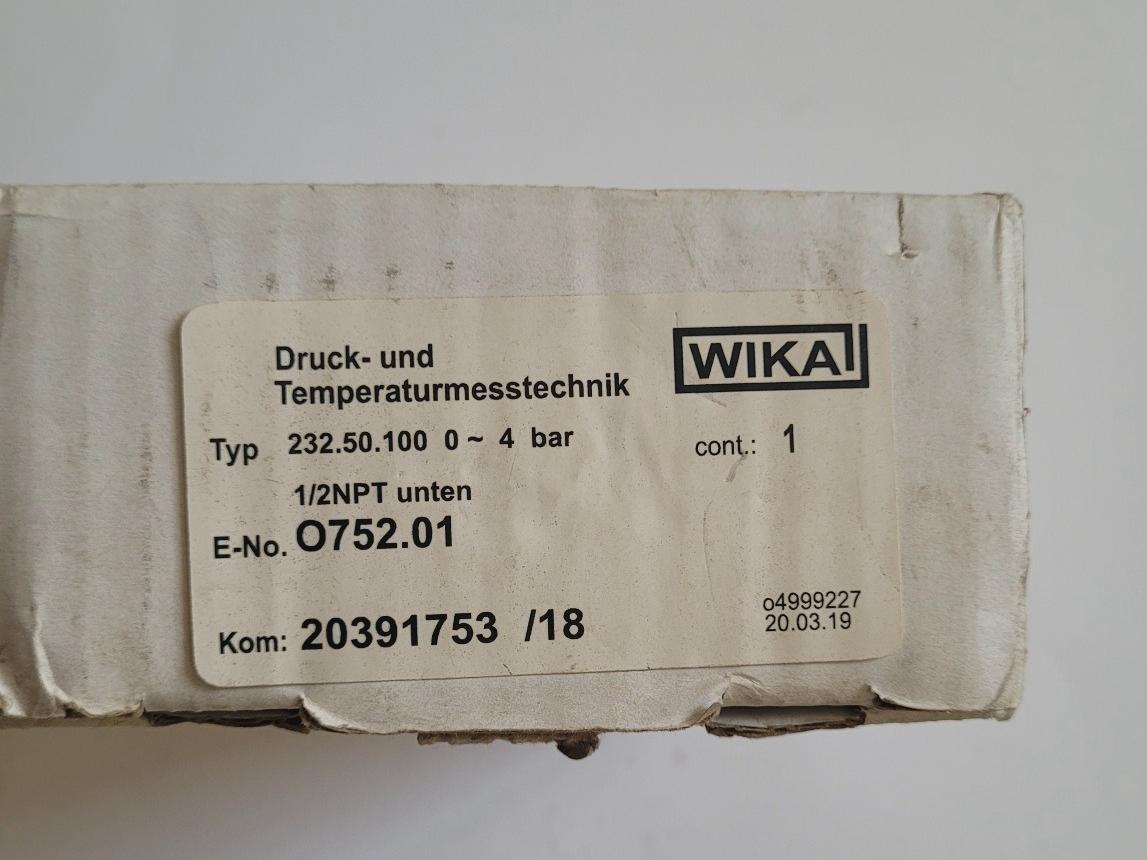 Druck- und
Temperaturmesstechnik
WIKA
Typ 232.50.100 0 ~ 4 bar
cont.: 1
1/2NPT unten
E-No. O752.01
Kom: 20391753 /18
o4999227
20.03.19